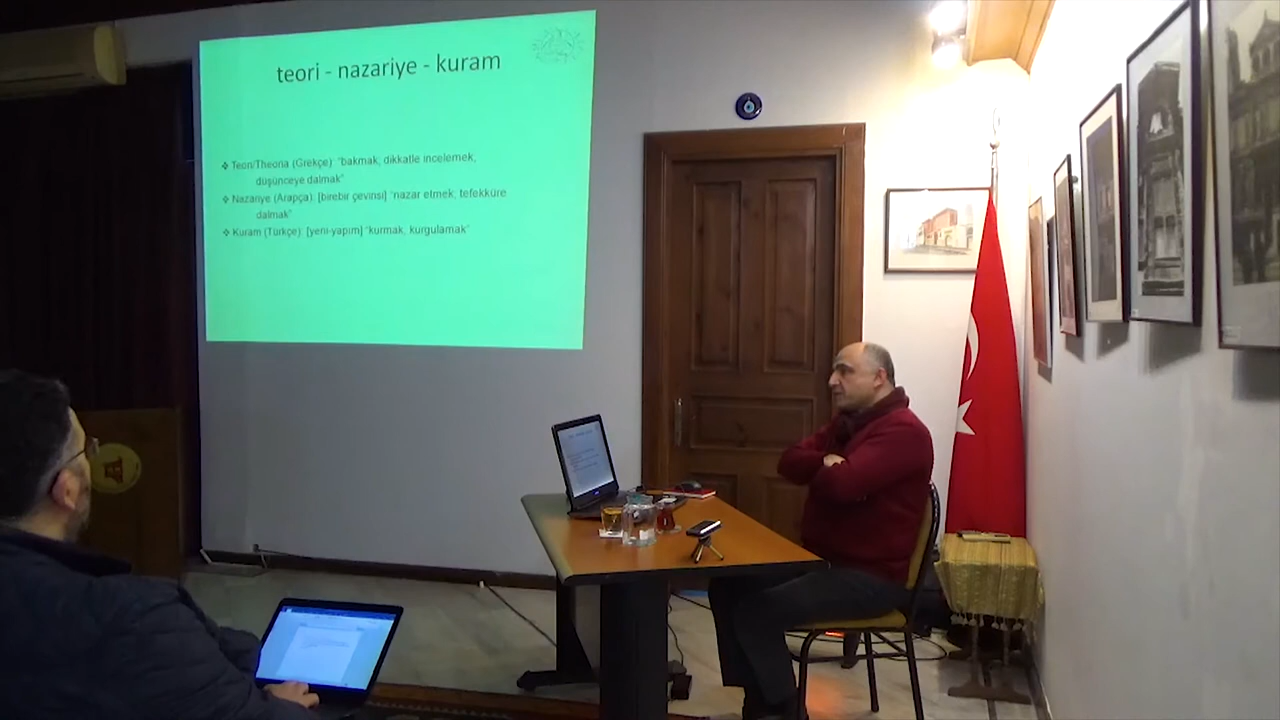 teori - nazariye - kuram
❖ Teori/Theoria (Grekçe): "bakmak, dikkatle incelemek,
düşünceye dalmak"
❖ Nazariye (Arapça): [birebir çevirisi] "nazar etmek, tefekküre
dalmak"
❖ Kuram (Türkçe): [yeni-yapım] "kurmak, kurgulamak"